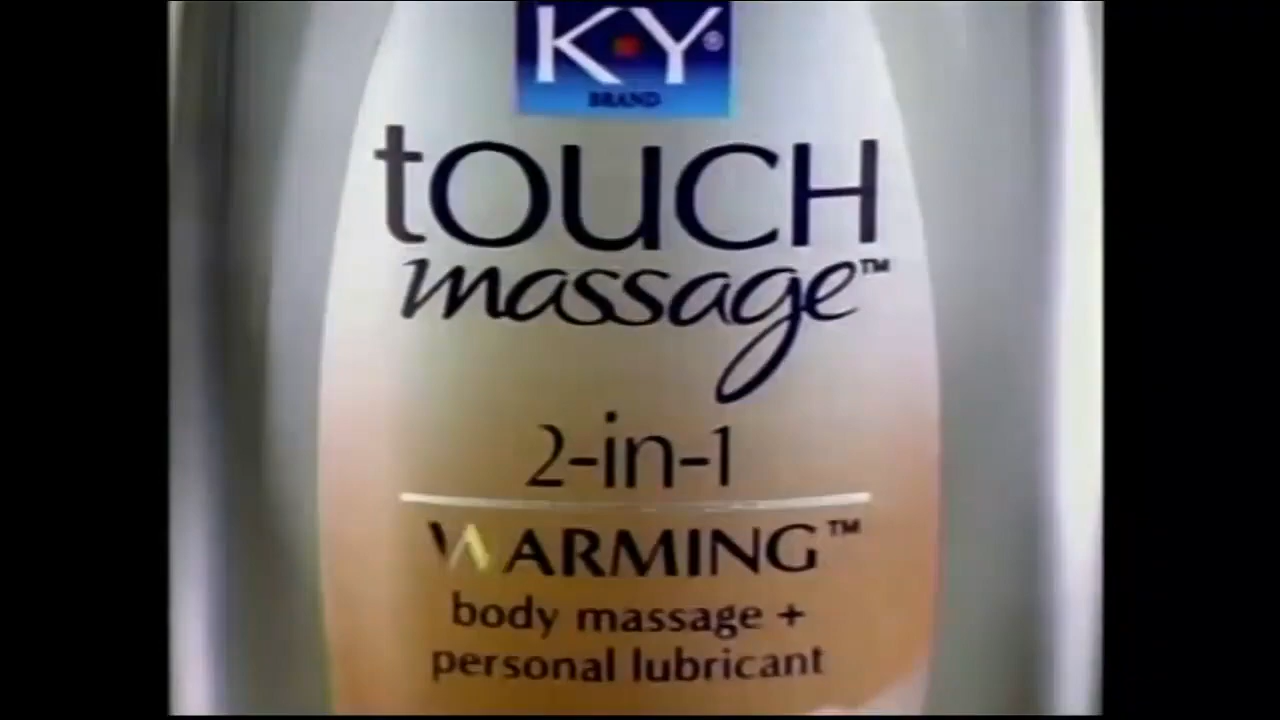 K·Y®
BRAND
tOUCH
massage™
2-in-1
WARMING™
body massage +
personal lubricant